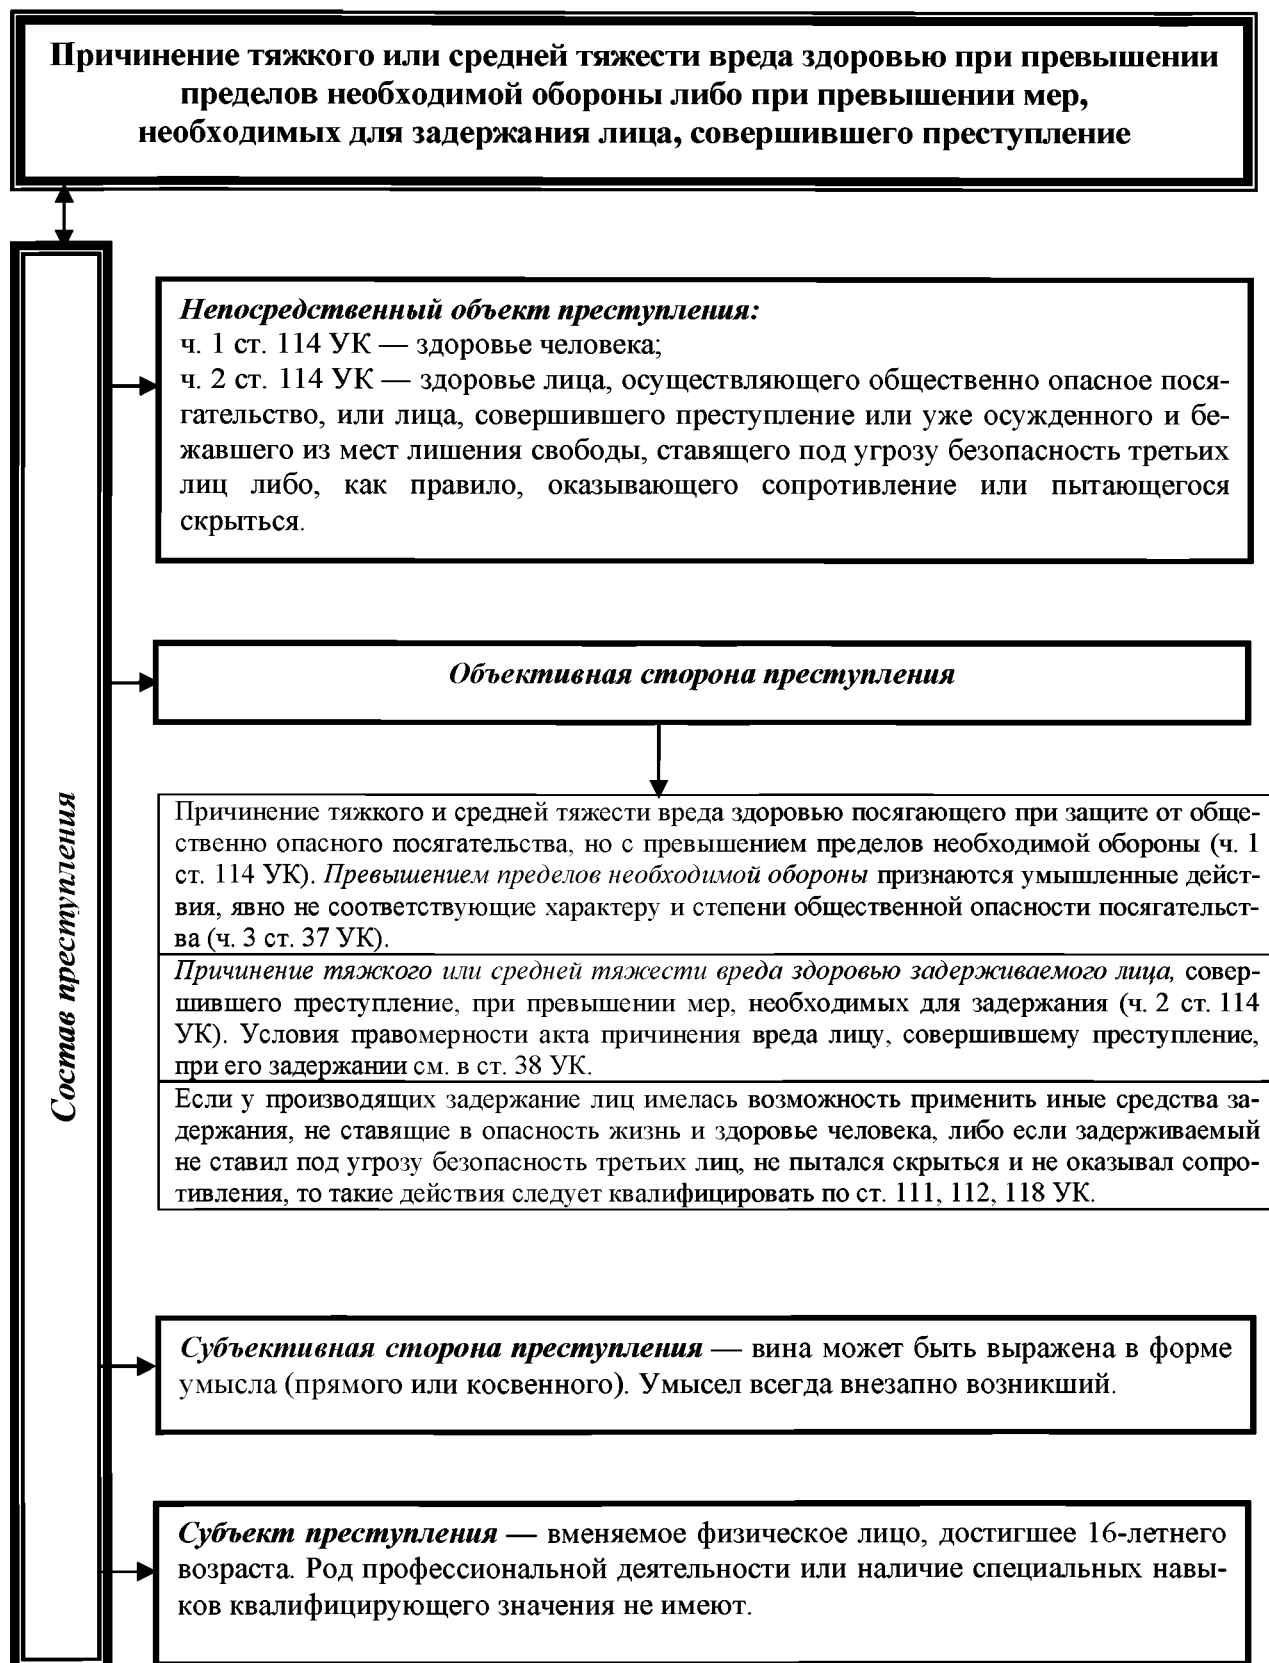 Причинение тяжкого или средней тяжести вреда здоровью при превышении
пределов необходимой обороны либо при превышении мер,
необходимых для задержания лица, совершившего преступление
Состав преступления
Непосредственный объект преступления:
ч. 1 ст. 114 УК — здоровье человека;
ч. 2 ст. 114 УК — здоровье лица, осуществляющего общественно опасное пося-
гательство, или лица, совершившего преступление или уже осужденного и бе-
жавшего из мест лишения свободы, ставящего под угрозу безопасность третьих
лиц либо, как правило, оказывающего сопротивление или пытающегося
скрыться.
Объективная сторона преступления
Причинение тяжкого и средней тяжести вреда здоровью посягающего при защите от обще-
ственно опасного посягательства, но с превышением пределов необходимой обороны (ч. 1
ст. 114 УК). Превышением пределов необходимой обороны признаются умышленные дейст-
вия, явно не соответствующие характеру и степени общественной опасности посягательст-
ва (ч. 3 ст. 37 УК).
Причинение тяжкого или средней тяжести вреда здоровью задерживаемого лица, совер-
шившего преступление, при превышении мер, необходимых для задержания (ч. 2 ст. 114
УК). Условия правомерности акта причинения вреда лицу, совершившему преступление,
при его задержании см. в ст. 38 УК.
Если у производящих задержание лиц имелась возможность применить иные средства за-
держания, не ставящие в опасность жизнь и здоровье человека, либо если задерживаемый
не ставил под угрозу безопасность третьих лиц, не пытался скрыться и не оказывал сопро-
тивления, то такие действия следует квалифицировать по ст. 111, 112, 118 УК.
Субъективная сторона преступления — вина может быть выражена в форме
умысла (прямого или косвенного). Умысел всегда внезапно возникший.
Субъект преступления — вменяемое физическое лицо, достигшее 16-летнего
возраста. Род профессиональной деятельности или наличие специальных навы-
ков квалифицирующего значения не имеют.